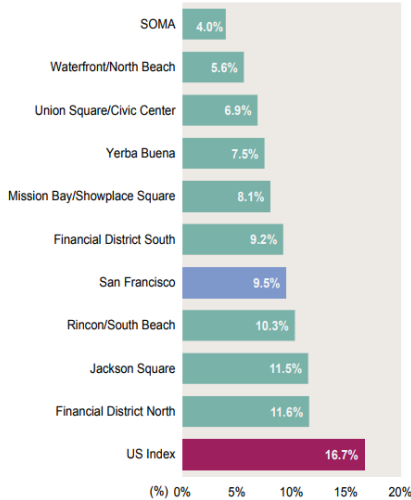 SOMA 4.0%
Waterfront/North Beach 5.6%
Union Square/Civic Center 6.9%
Yerba Buena 7.5%
Mission Bay/Showplace Square 8.1%
Financial District South 9.2%
San Francisco 9.5%
Rincon/South Beach 10.3%
Jackson Square 11.5%
Financial District North 11.6%
US Index 16.7%
(%) 0% 5% 10% 15% 20%